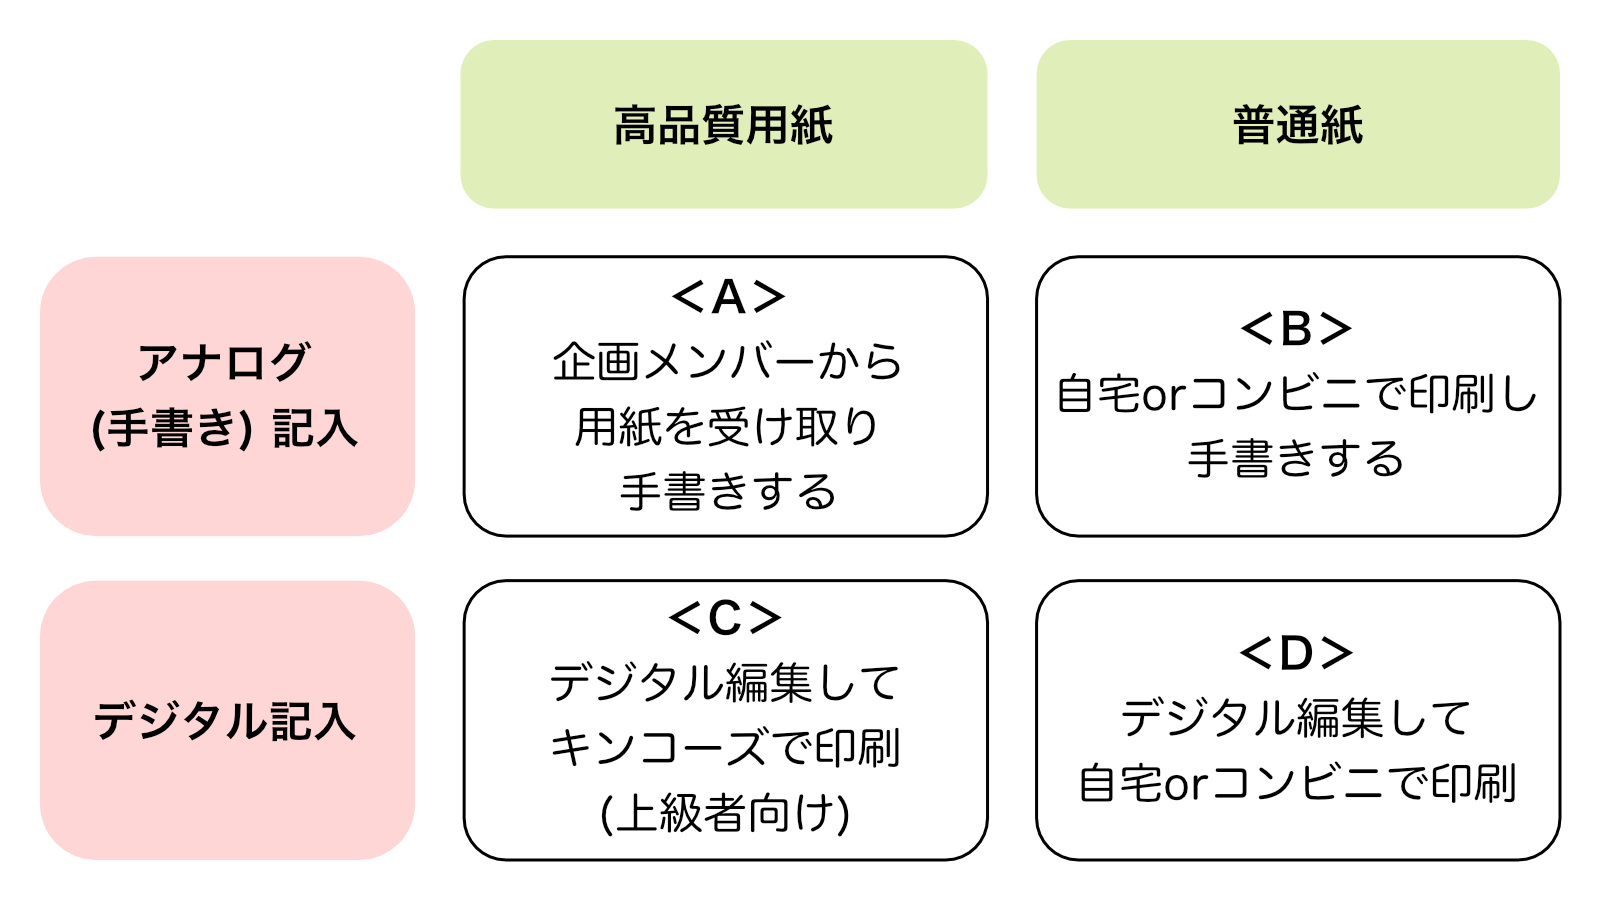 高品質用紙
普通紙
アナログ
(手書き) 記入
＜A＞
企画メンバーから
用紙を受け取り
手書きする
＜B＞
自宅orコンビニで印刷し
手書きする
デジタル記入
＜C＞
デジタル編集して
キンコーズで印刷
(上級者向け)
＜D＞
デジタル編集して
自宅orコンビニで印刷